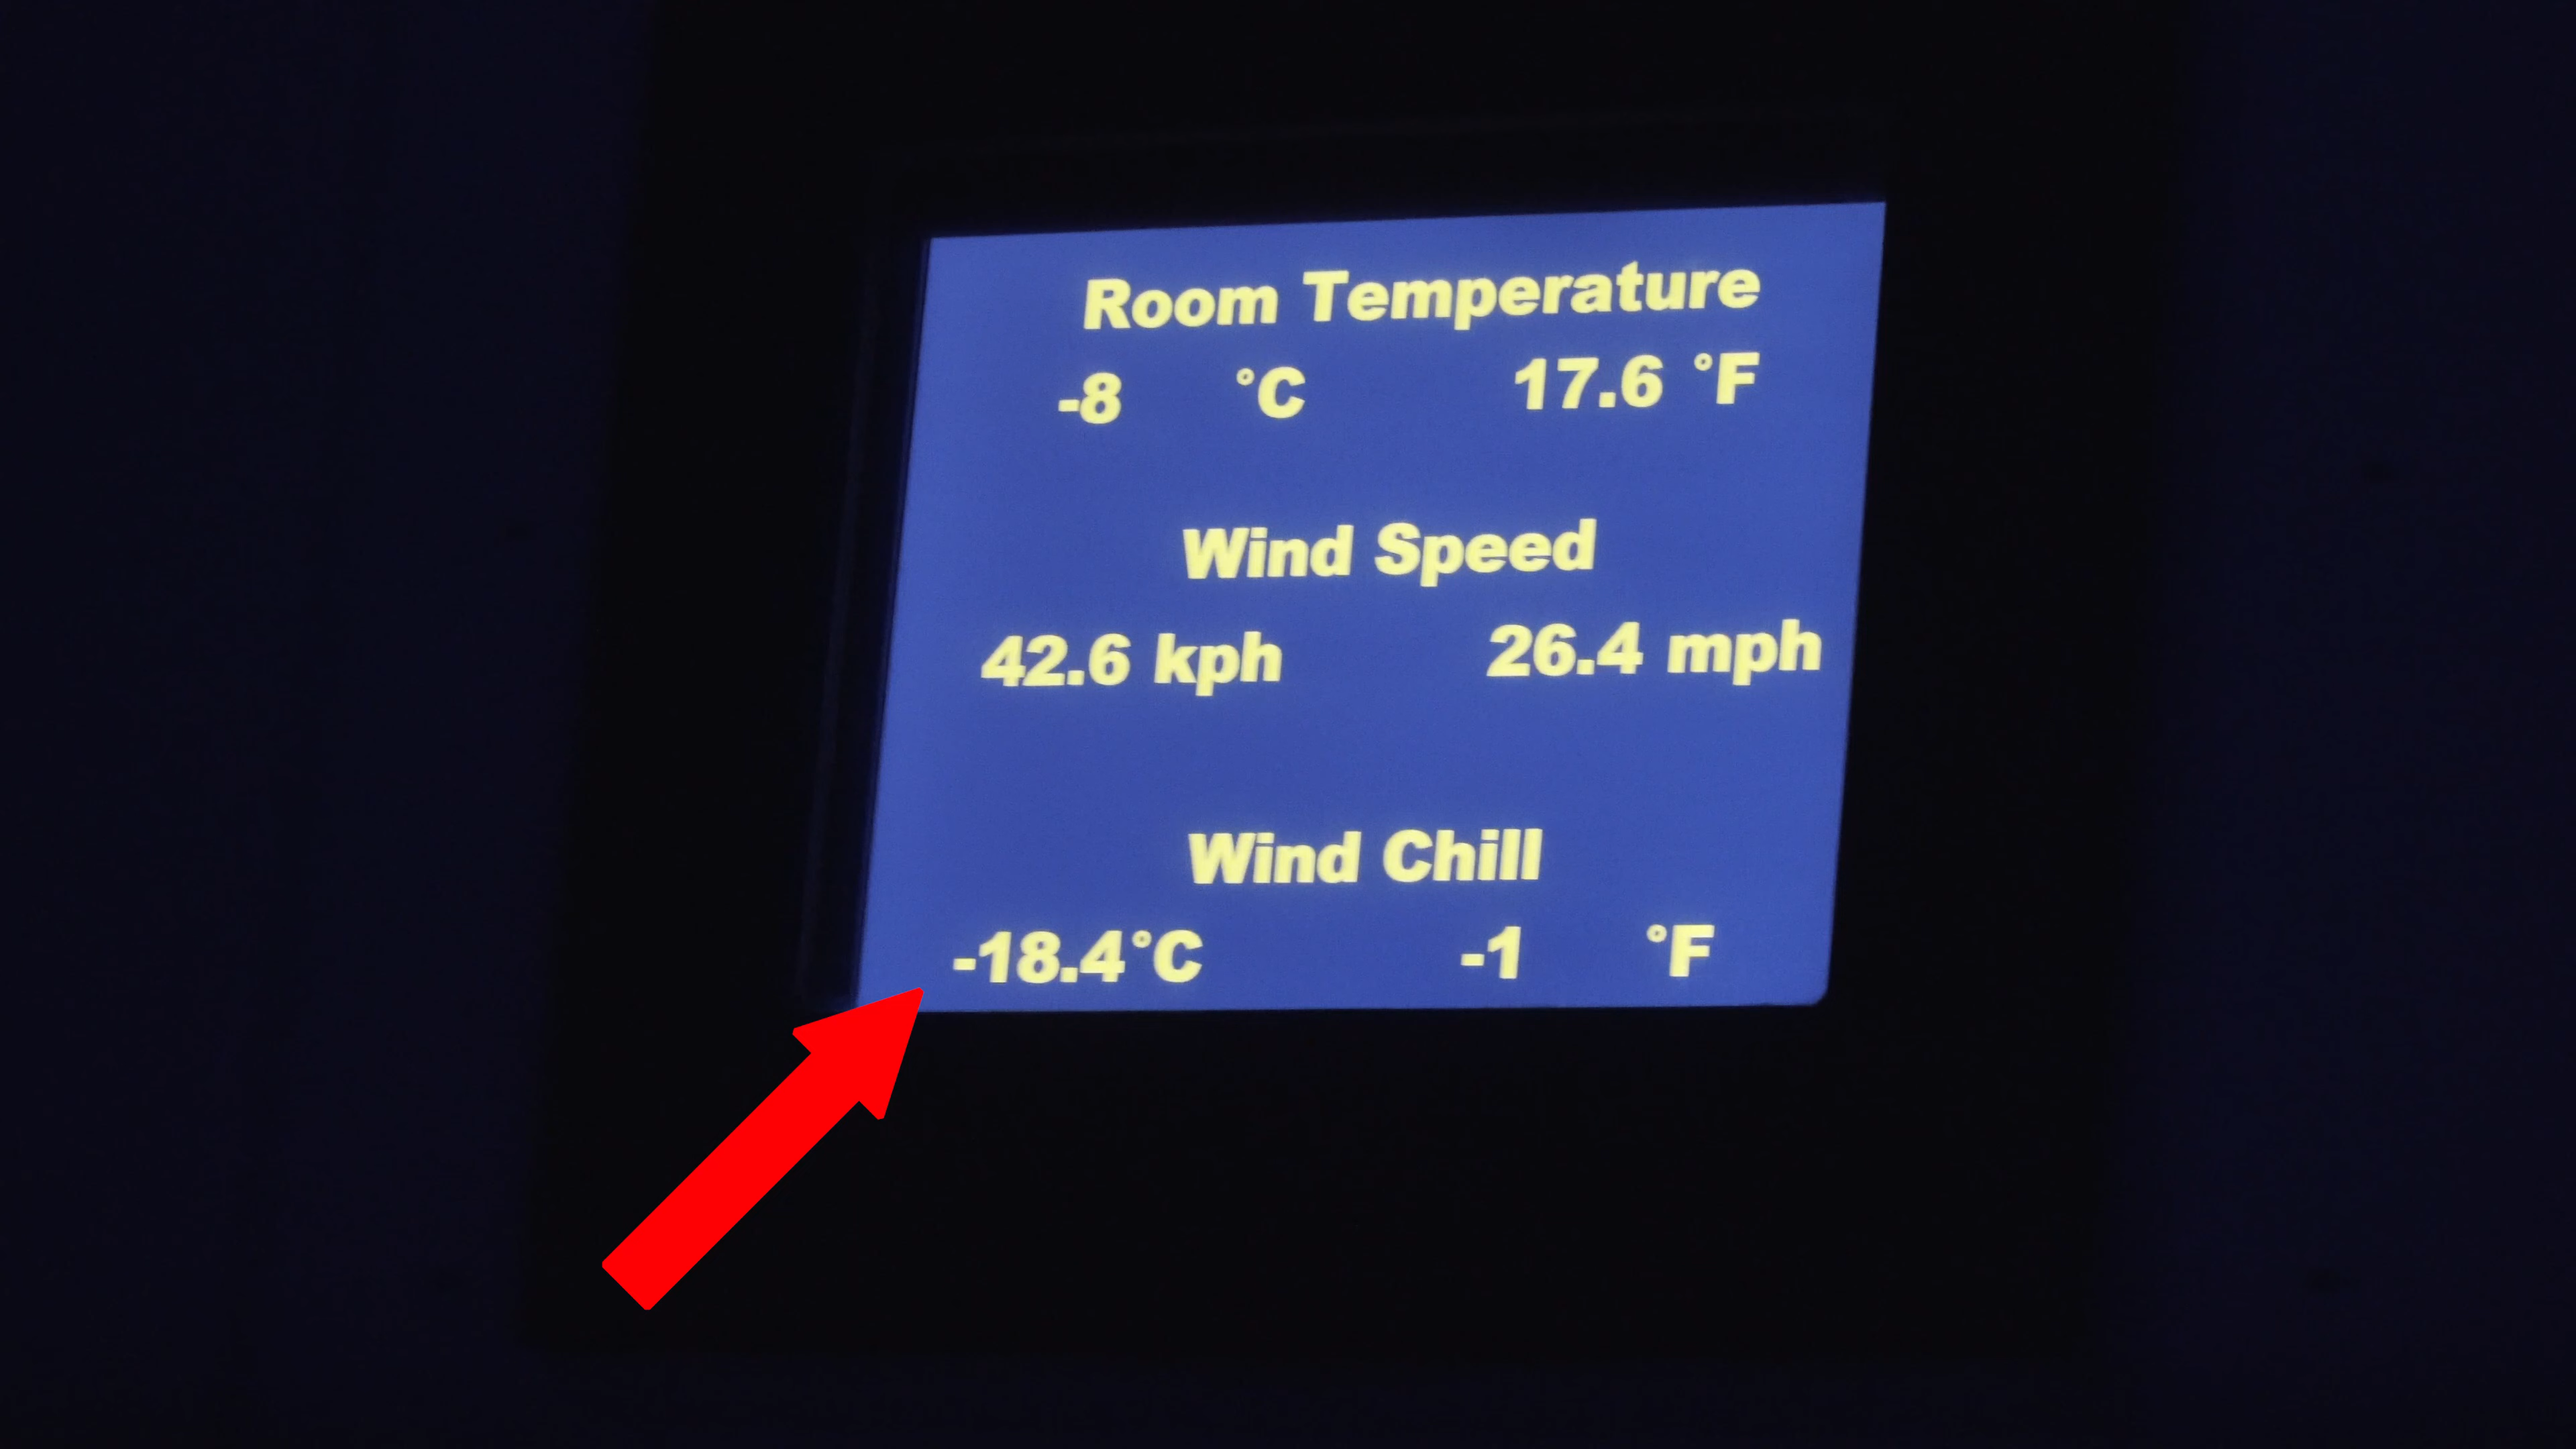 Room Temperature
-8 °C 17.6 °F
Wind Speed
42.6 kph 26.4 mph
Wind Chill
-18.4°C -1 °F